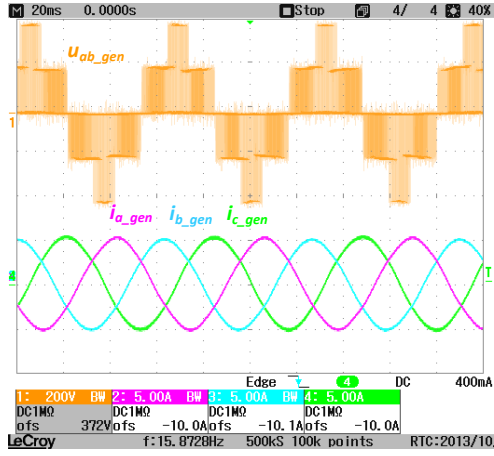 M 20ms 0.0000s Stop 4/ 4 40%
u_ab_gen
1
i_a_gen i_b_gen i_c_gen
T
Edge 4 DC 400mA
1: 200V BW 2: 5.00A BW 3: 5.00A BW 4: 5.00A
DC1MΩ DC1MΩ DC1MΩ DC1MΩ
ofs 372V ofs -10.0A ofs -10.1A ofs -10.0A
LeCroy f:15.8728Hz 500kS 100k points RTC:2013/10